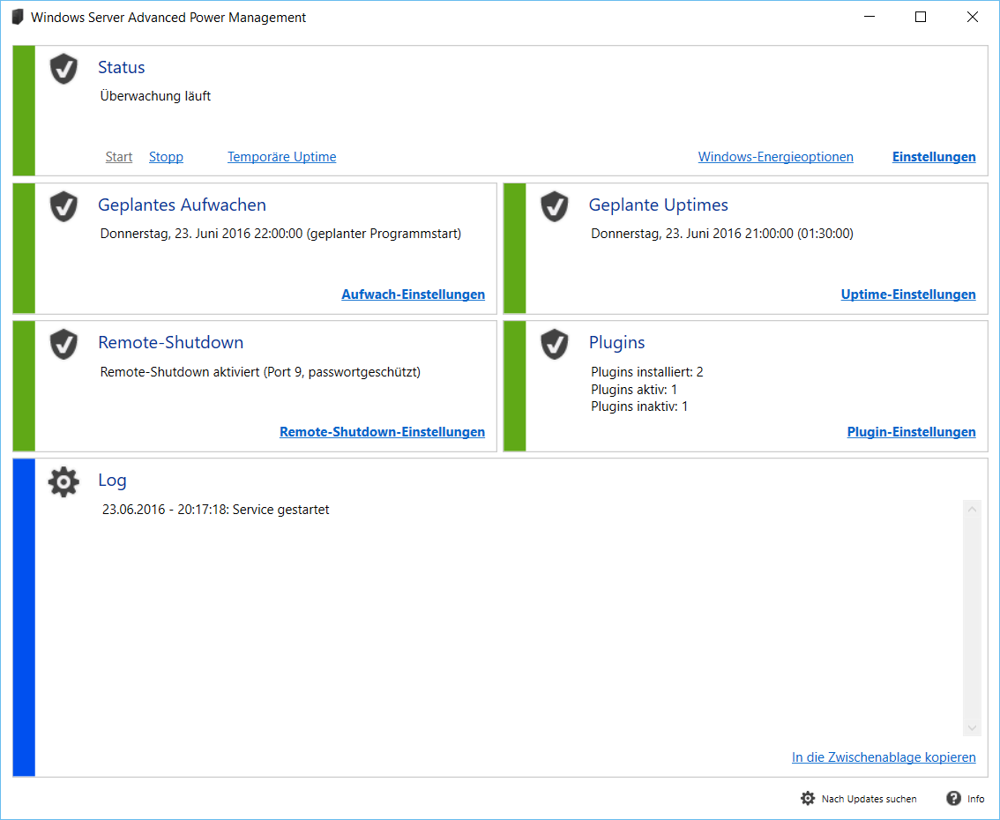 Windows Server Advanced Power Management
Status
Überwachung läuft
Start Stopp Temporäre Uptime Windows-Energieoptionen Einstellungen
Geplantes Aufwachen
Donnerstag, 23. Juni 2016 22:00:00 (geplanter Programmstart)
Aufwach-Einstellungen
Geplante Uptimes
Donnerstag, 23. Juni 2016 21:00:00 (01:30:00)
Uptime-Einstellungen
Remote-Shutdown
Remote-Shutdown aktiviert (Port 9, passwortgeschützt)
Remote-Shutdown-Einstellungen
Plugins
Plugins installiert: 2
Plugins aktiv: 1
Plugins inaktiv: 1
Plugin-Einstellungen
Log
23.06.2016 - 20:17:18: Service gestartet
In die Zwischenablage kopieren
Nach Updates suchen Info